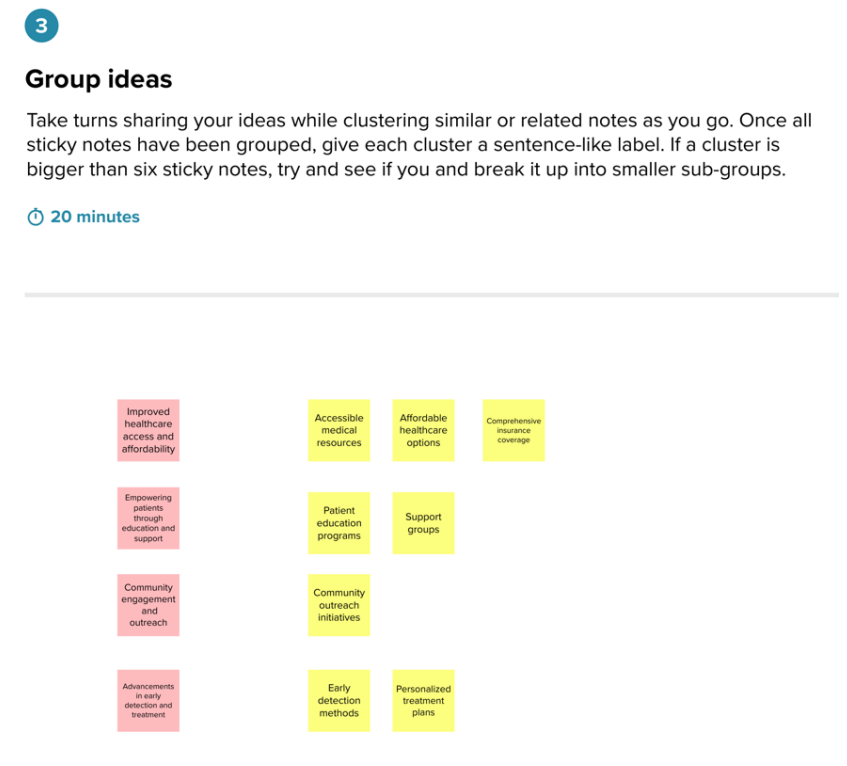 3
Group ideas
Take turns sharing your ideas while clustering similar or related notes as you go. Once all
sticky notes have been grouped, give each cluster a sentence-like label. If a cluster is
bigger than six sticky notes, try and see if you and break it up into smaller sub-groups.
20 minutes
Improved
healthcare
access and
affordability
Accessible
medical
resources
Affordable
healthcare
options
Comprehensive
insurance
coverage
Empowering
patients
through
education and
support
Patient
education
programs
Support
groups
Community
engagement
and
outreach
Community
outreach
initiatives
Advancements
in early
detection and
treatment
Early
detection
methods
Personalized
treatment
plans